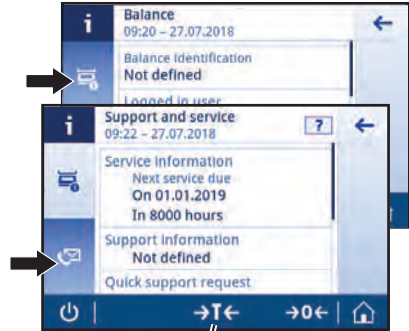 i
Balance
09:20 – 27.07.2018
Balance identification
Not defined
Logged in user
i
Support and service
09:22 – 27.07.2018
?
Service information
Next service due
On 01.01.2019
In 8000 hours
Support information
Not defined
Quick support request
→T←
→0←